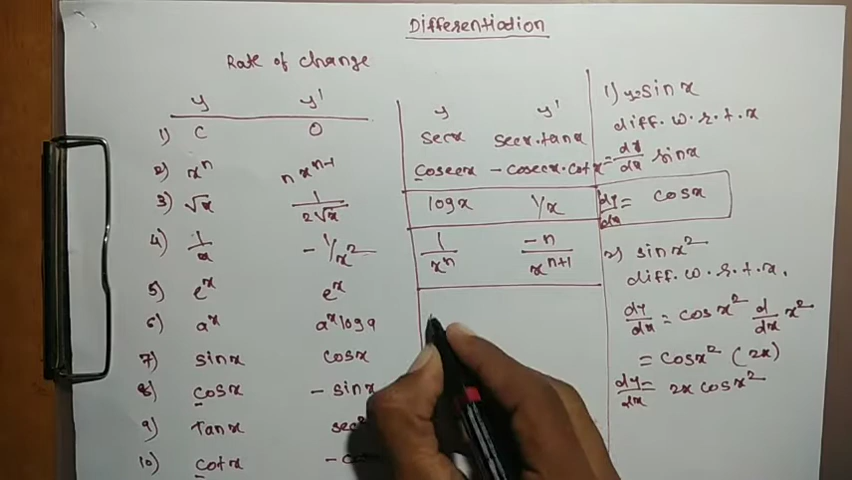 Differentiation
Rate of change
y y'
1) C 0
2) xⁿ n xⁿ⁻¹
3) √x 1/2√x
4) 1/x -1/x²
5) eˣ eˣ
6) aˣ aˣ log a
7) sinx cosx
8) cosx - sinx
9) Tanx
10) cotx
y y'
secx secx.tanx
cosecx - cosecx.cotx
logx 1/x
1/xⁿ -n/xⁿ⁺¹
1) y=sinx
diff. w.r.t.x
= dy/dx sinx
dy/dx = cosx
2) sinx²
diff. w.r.t.x.
dy/dx = cosx² d/dx x²
= cosx² (2x)
dy/dx = 2x cosx²